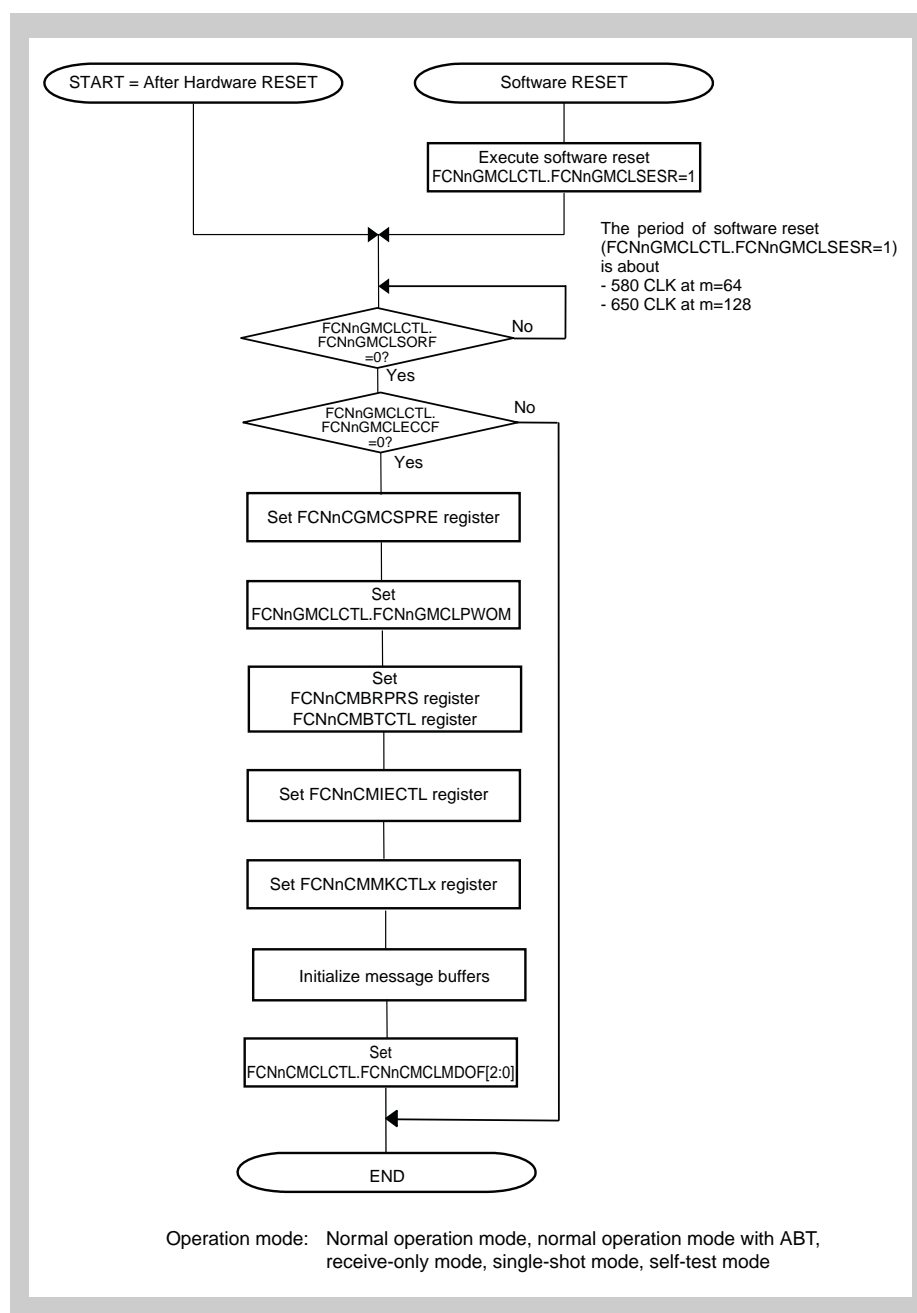 START = After Hardware RESET
Software RESET
Execute software reset
FCNnGMCLCTL.FCNnGMCLSESR=1
The period of software reset
(FCNnGMCLCTL.FCNnGMCLSESR=1)
is about
- 580 CLK at m=64
- 650 CLK at m=128
FCNnGMCLCTL.
FCNnGMCLSORF
=0?
No
Yes
FCNnGMCLCTL.
FCNnGMCLECCF
=0?
No
Yes
Set FCNnCGMCSPRE register
Set
FCNnGMCLCTL.FCNnGMCLPWOM
Set
FCNnCMBRPRS register
FCNnCMBTCTL register
Set FCNnCMIECTL register
Set FCNnCMMKCTLx register
Initialize message buffers
Set
FCNnCMCLCTL.FCNnCMCLMDOF[2:0]
END
Operation mode: Normal operation mode, normal operation mode with ABT,
receive-only mode, single-shot mode, self-test mode